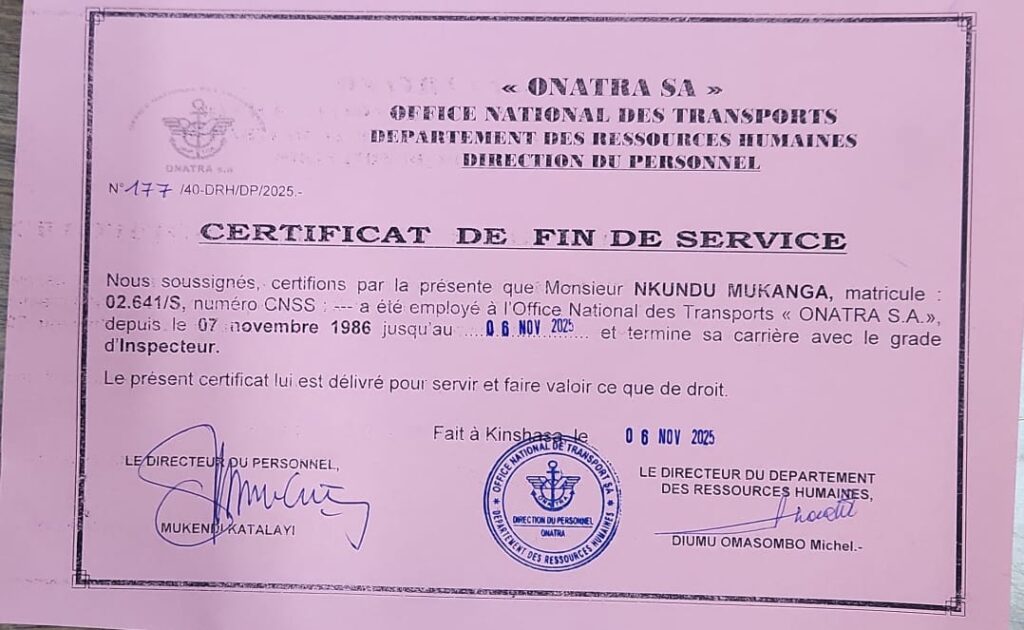 « ONATRA SA »
OFFICE NATIONAL DES TRANSPORTS
DEPARTEMENT DES RESSOURCES HUMAINES
DIRECTION DU PERSONNEL
ONATRA S.A
N° 177 /40-DRH/DP/2025.-
CERTIFICAT DE FIN DE SERVICE
Nous soussignés, certifions par la présente que Monsieur NKUNDU MUKANGA, matricule :
02.641/S, numéro CNSS : --- a été employé à l'Office National des Transports « ONATRA S.A.»,
depuis le 07 novembre 1986 jusqu'au ....06 NOV 2025.... et termine sa carrière avec le grade
d'Inspecteur.
Le présent certificat lui est délivré pour servir et faire valoir ce que de droit.
Fait à Kinshasa, le 06 NOV 2025
LE DIRECTEUR DU PERSONNEL,
MUKENDI KATALAYI
OFFICE NATIONAL DE TRANSPORT SA
ONATRA
DIRECTION DU PERSONNEL
ONATRA
DEPARTEMENT DES RESSOURCES HUMAINES
LE DIRECTEUR DU DEPARTEMENT
DES RESSOURCES HUMAINES,
DIUMU OMASOMBO Michel.-